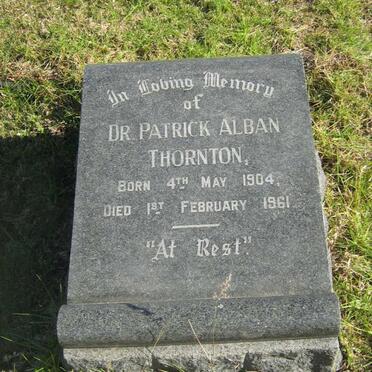 In Loving Memory
of
DR. PATRICK ALBAN
THORNTON,
BORN 4TH MAY 1904,
DIED 1ST FEBRUARY 1961.
"At Rest."